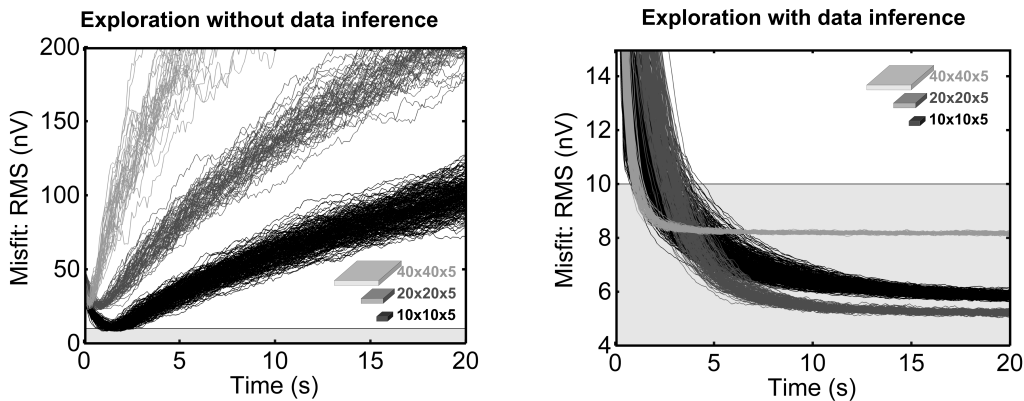 Exploration without data inference
Misfit: RMS (nV)
200
150
100
50
0
0
5
10
15
20
Time (s)
40x40x5
20x20x5
10x10x5
Exploration with data inference
Misfit: RMS (nV)
14
12
10
8
6
4
0
5
10
15
20
Time (s)
40x40x5
20x20x5
10x10x5